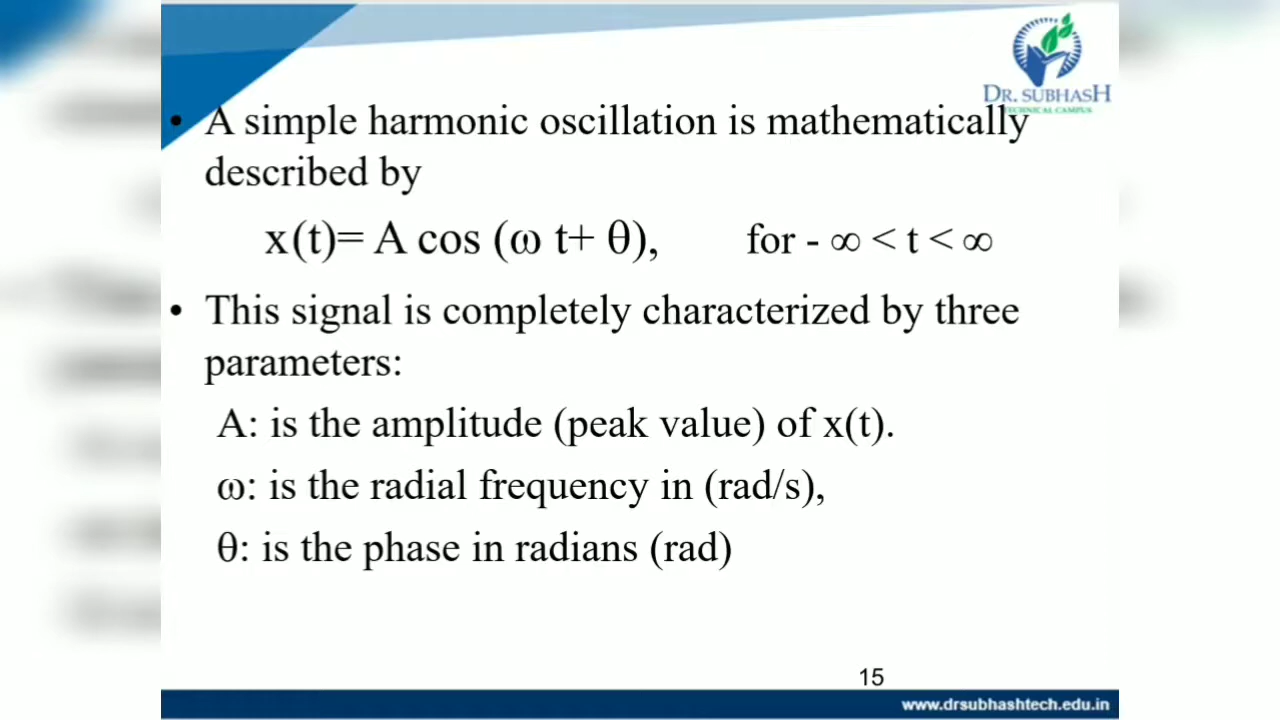 DR. SUBHASH
TECHNICAL CAMPUS
• A simple harmonic oscillation is mathematically
described by
x(t)= A cos (ω t+ θ), for - ∞ < t < ∞
• This signal is completely characterized by three
parameters:
A: is the amplitude (peak value) of x(t).
ω: is the radial frequency in (rad/s),
θ: is the phase in radians (rad)
15
www.drsubhashtech.edu.in